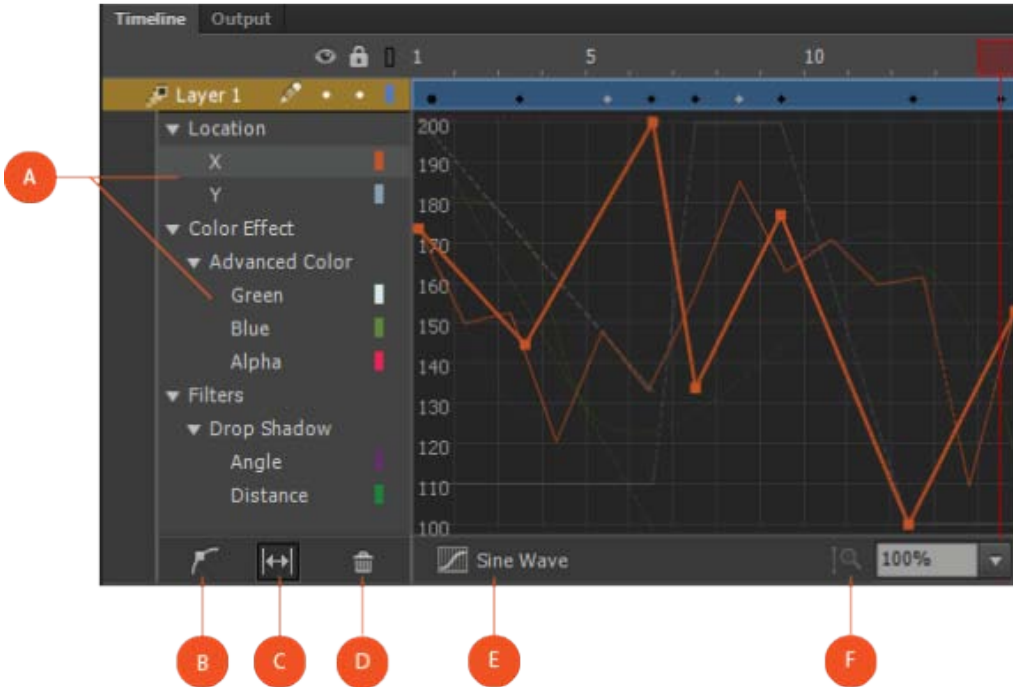 Timeline Output
1 5 10
Layer 1
Location
X
Y
Color Effect
Advanced Color
Green
Blue
Alpha
Filters
Drop Shadow
Angle
Distance
200
190
180
170
160
150
140
130
120
110
100
Sine Wave
100%
A
B
C
D
E
F